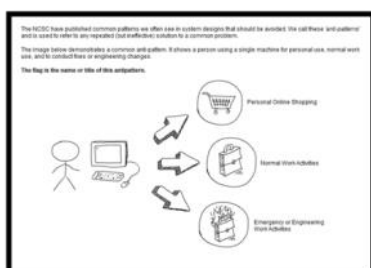 The NCSC have published common patterns we often see in system designs that should be avoided. We call these 'anti-patterns'
and is used to refer to any repeated (but ineffective) solution to a common problem.
The image below demonstrates a common anti-pattern. It shows a person using a single machine for personal use, normal work
use, and to conduct fixes or engineering changes.
The flag is the name or title of this antipattern.
Personal Online Shopping
Normal Work Activities
Emergency or Engineering
Work Activities